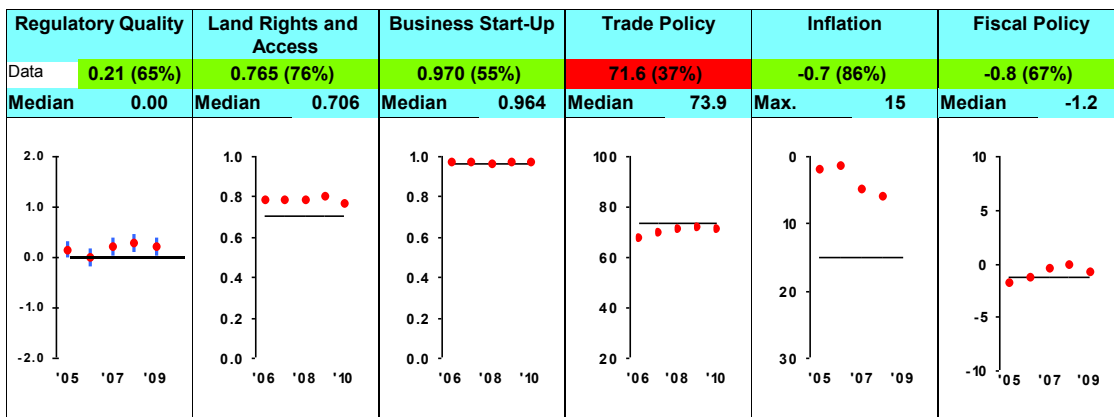 Regulatory Quality
Data 0.21 (65%)
Median 0.00
2.0
1.0
0.0
-1.0
-2.0
'05 '07 '09
Land Rights and
Access
0.765 (76%)
Median 0.706
1.0
0.8
0.6
0.4
0.2
0.0
'06 '08 '10
Business Start-Up
0.970 (55%)
Median 0.964
1.0
0.8
0.6
0.4
0.2
0.0
'06 '08 '10
Trade Policy
71.6 (37%)
Median 73.9
100
80
60
40
20
'06 '08 '10
Inflation
-0.7 (86%)
Max. 15
0
10
20
30
'05 '07 '09
Fiscal Policy
-0.8 (67%)
Median -1.2
10
5
0
-5
-10
'05 '07 '09